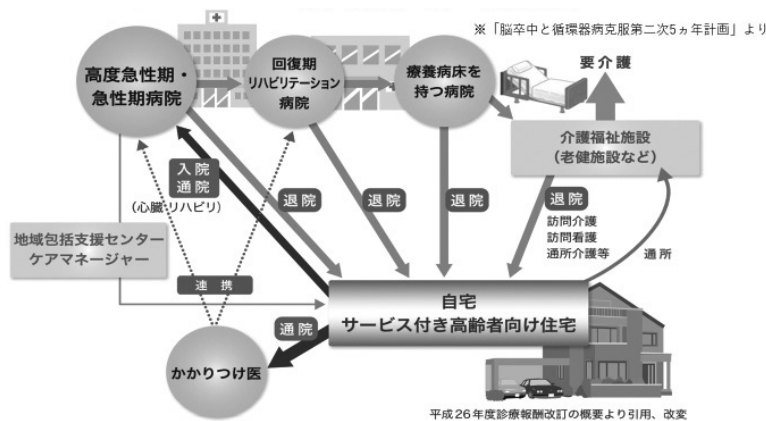 ※「脳卒中と循環器病克服第二次5ヵ年計画」より
高度急性期・
急性期病院
回復期
リハビリテーション
病院
療養病床を
持つ病院
要介護
介護福祉施設
(老健施設など)
入院
通院
(心臓リハビリ)
退院
退院
退院
退院
訪問介護
訪問看護
通所介護等
通所
地域包括支援センター
ケアマネージャー
連携
自宅
サービス付き高齢者向け住宅
通院
かかりつけ医
平成26年度診療報酬改訂の概要より引用、改変